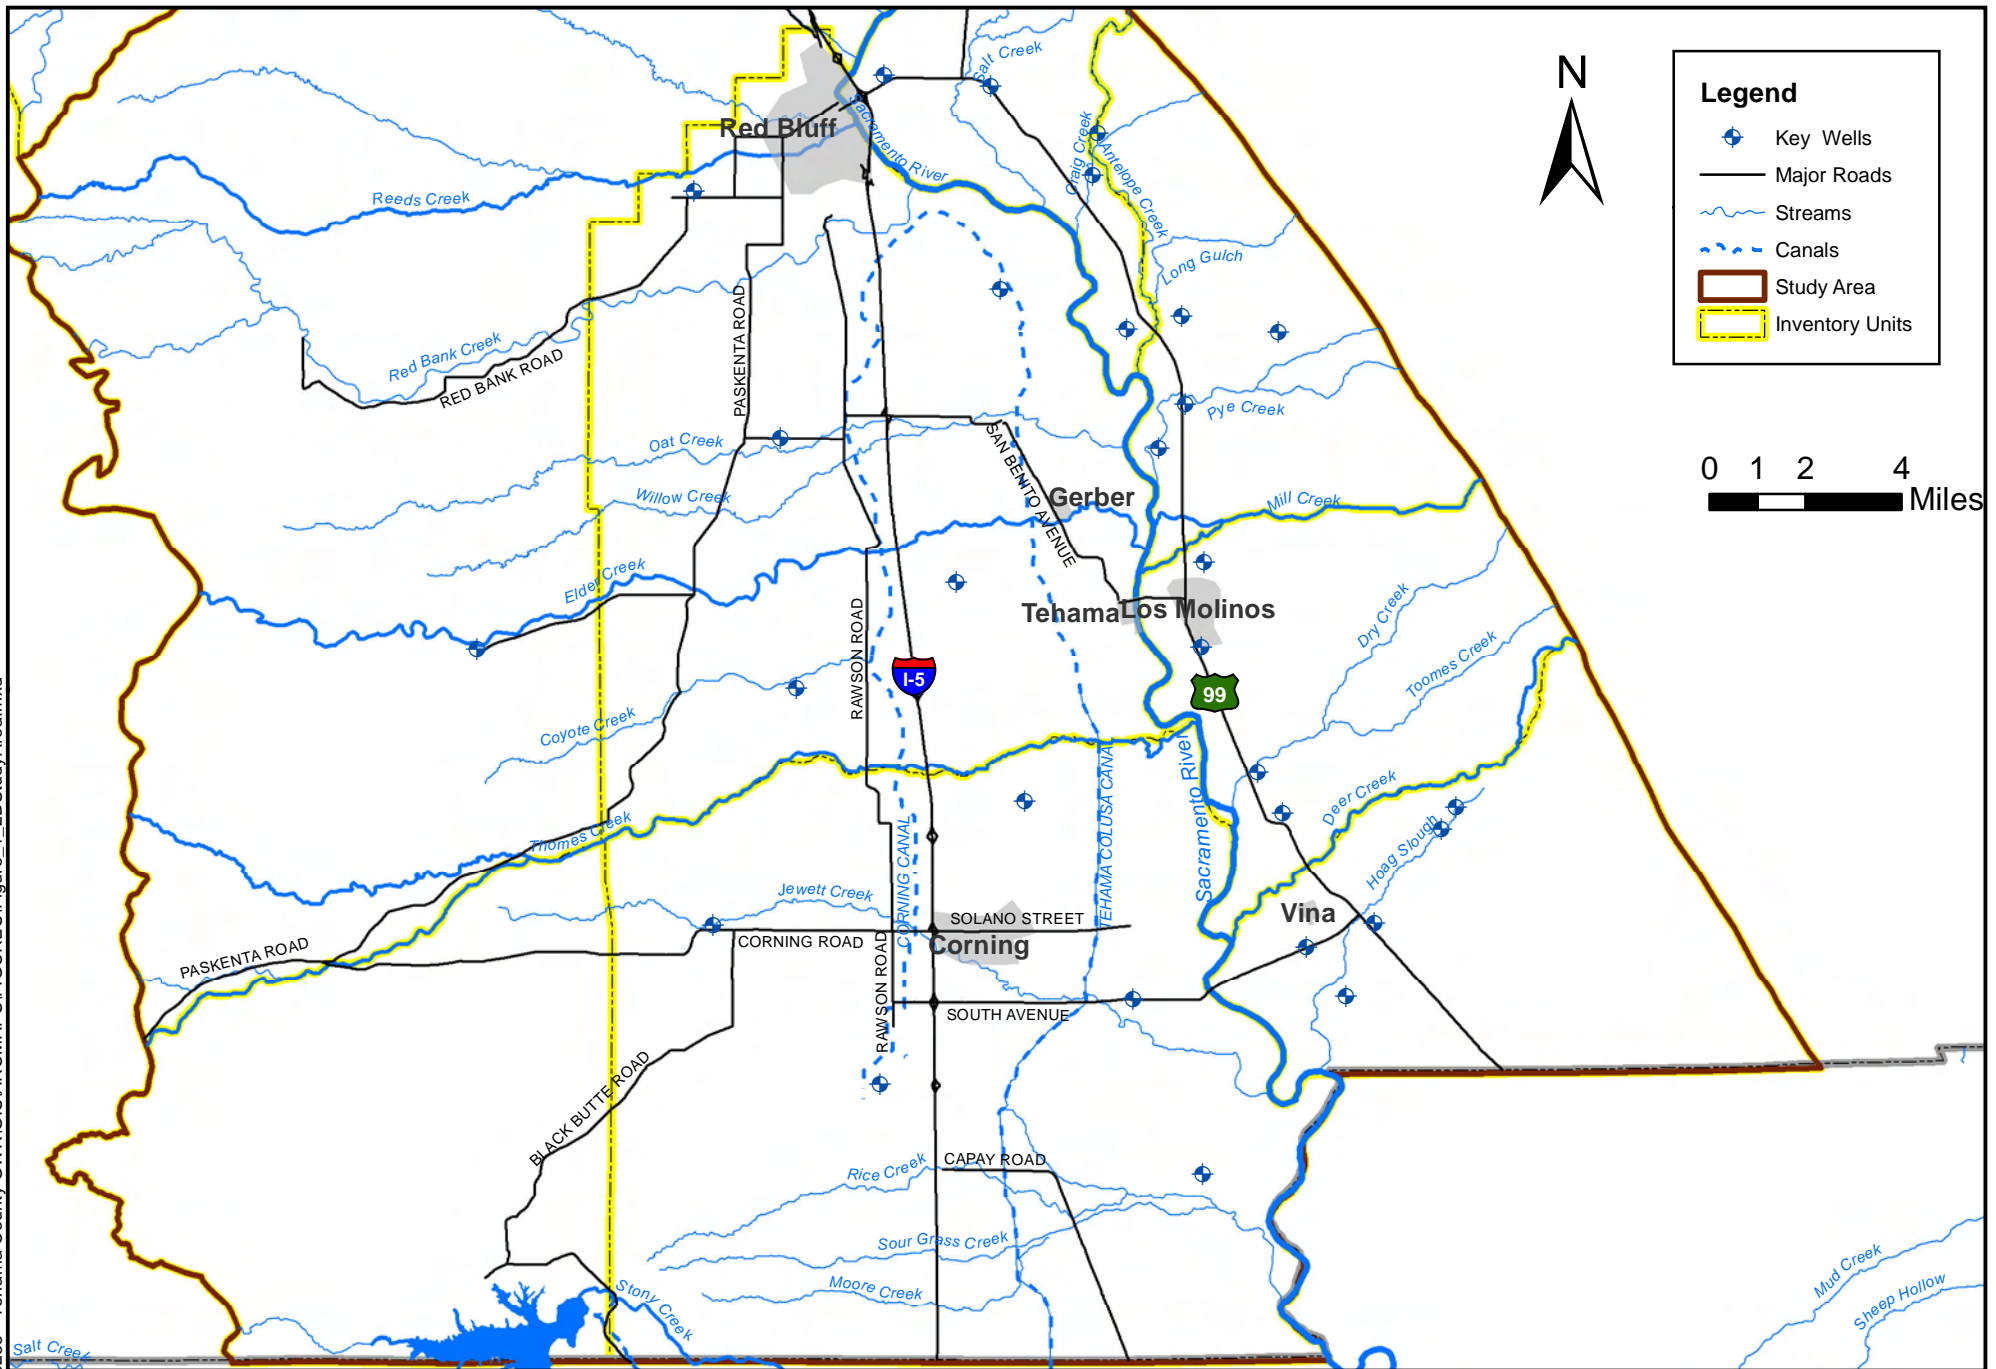 Salt Creek
N
Legend
Key Wells
Major Roads
Streams
Canals
Study Area
Inventory Units
Red Bluff
Sacramento River
Craig Creek
Antelope Creek
Reeds Creek
Long Gulch
PASKENTA ROAD
Red Bank Creek
RED BANK ROAD
Pye Creek
Oat Creek
SAN BENITO AVENUE
Willow Creek
Gerber
Mill Creek
0 1 2 4
Miles
Elder Creek
RAWSON ROAD
Tehama
Los Molinos
Dry Creek
Toomes Creek
I-5
99
Coyote Creek
TEHAMA COLUSA CANAL
Sacramento River
Deer Creek
Thomes Creek
CORNING CANAL
Hoag Slough
Jewett Creek
SOLANO STREET
Vina
PASKENTA ROAD
CORNING ROAD
Corning
RAWSON ROAD
SOUTH AVENUE
BLACK BUTTE ROAD
CAPAY ROAD
Rice Creek
Sour Grass Creek
Moore Creek
Stony Creek
Mud Creek
Sheep Hollow
Salt Creek